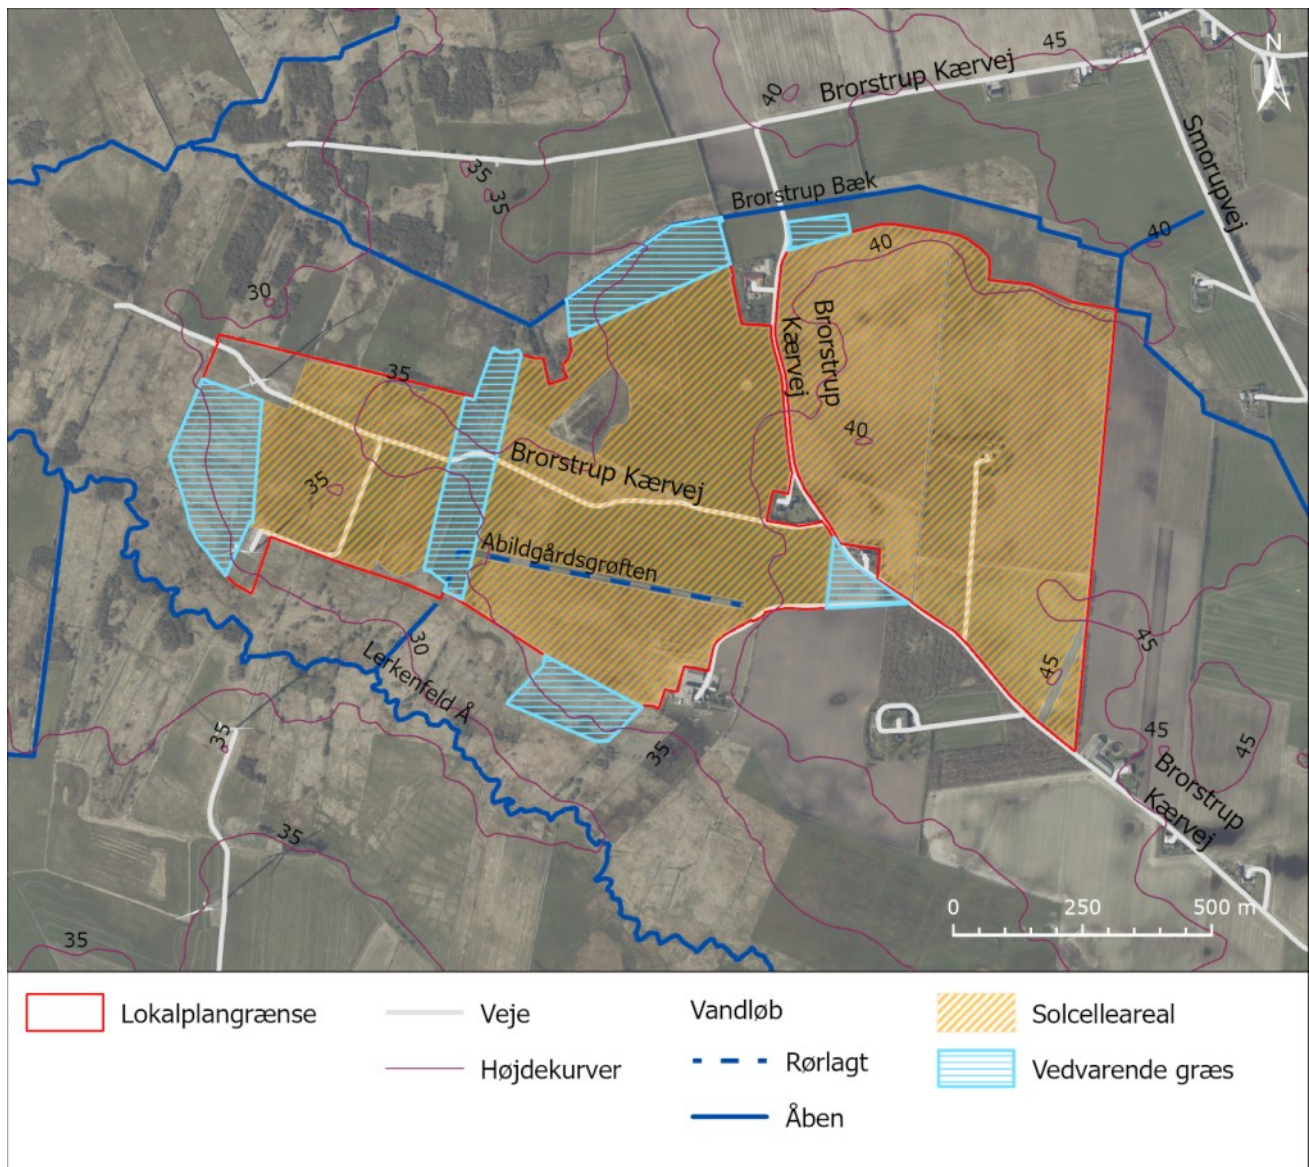 45
N
Brorstrup Kærvej
40
Smorupvej
35
35
Brorstrup Bæk
40
40
30
Brorstrup
Kærvej
35
40
Brorstrup Kærvej
35
Abildgårdsgrøften
30
45
Lerkenfeld Å
45
35
35
45
45
Brorstrup
Kærvej
35
0 250 500 m
35
Lokalplangrænse
Veje
Højdekurver
Vandløb
Rørlagt
Åben
Solcelleareal
Vedvarende græs